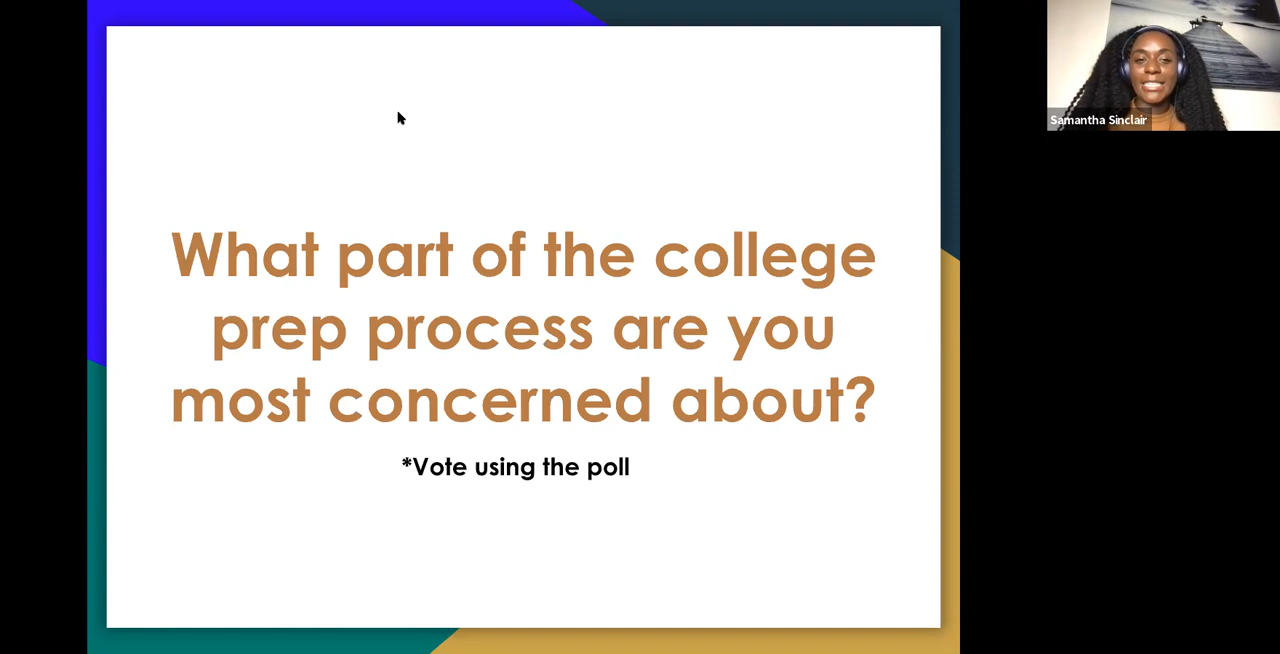 What part of the college
prep process are you
most concerned about?
*Vote using the poll
Samantha Sinclair